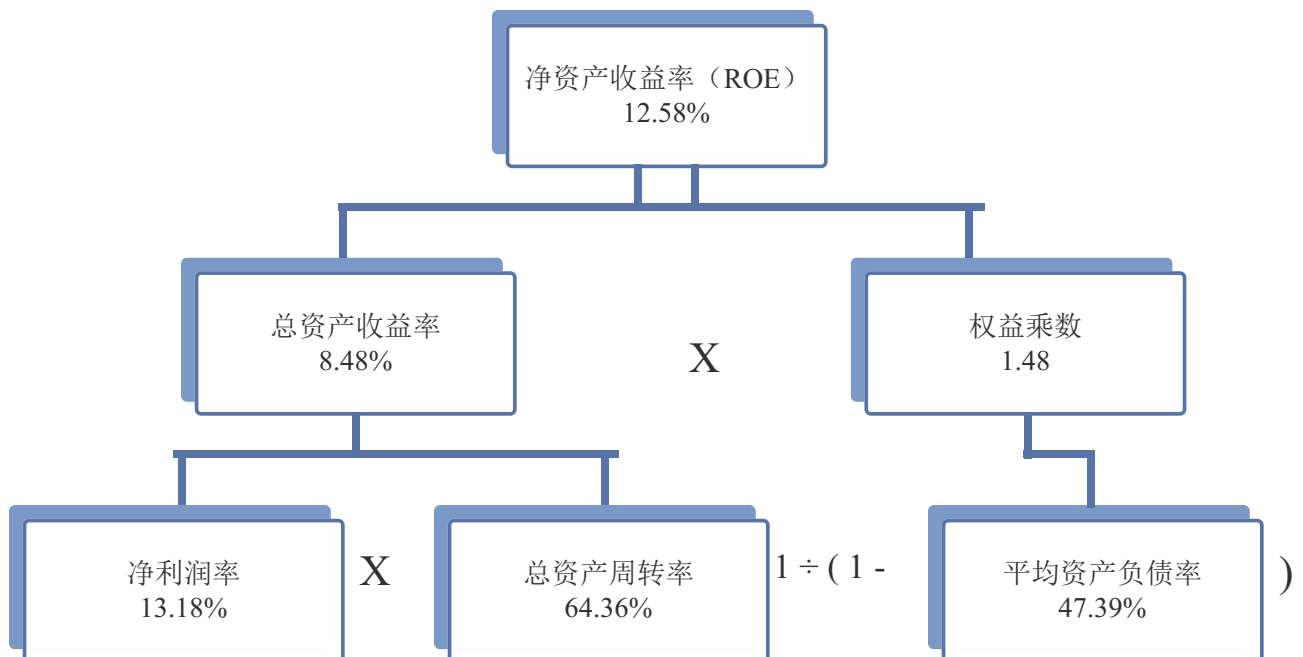 净资产收益率（ROE）
12.58%
总资产收益率
8.48%
X
权益乘数
1.48
净利润率
13.18%
X
总资产周转率
64.36%
1 ÷ ( 1 -
平均资产负债率
47.39%
)